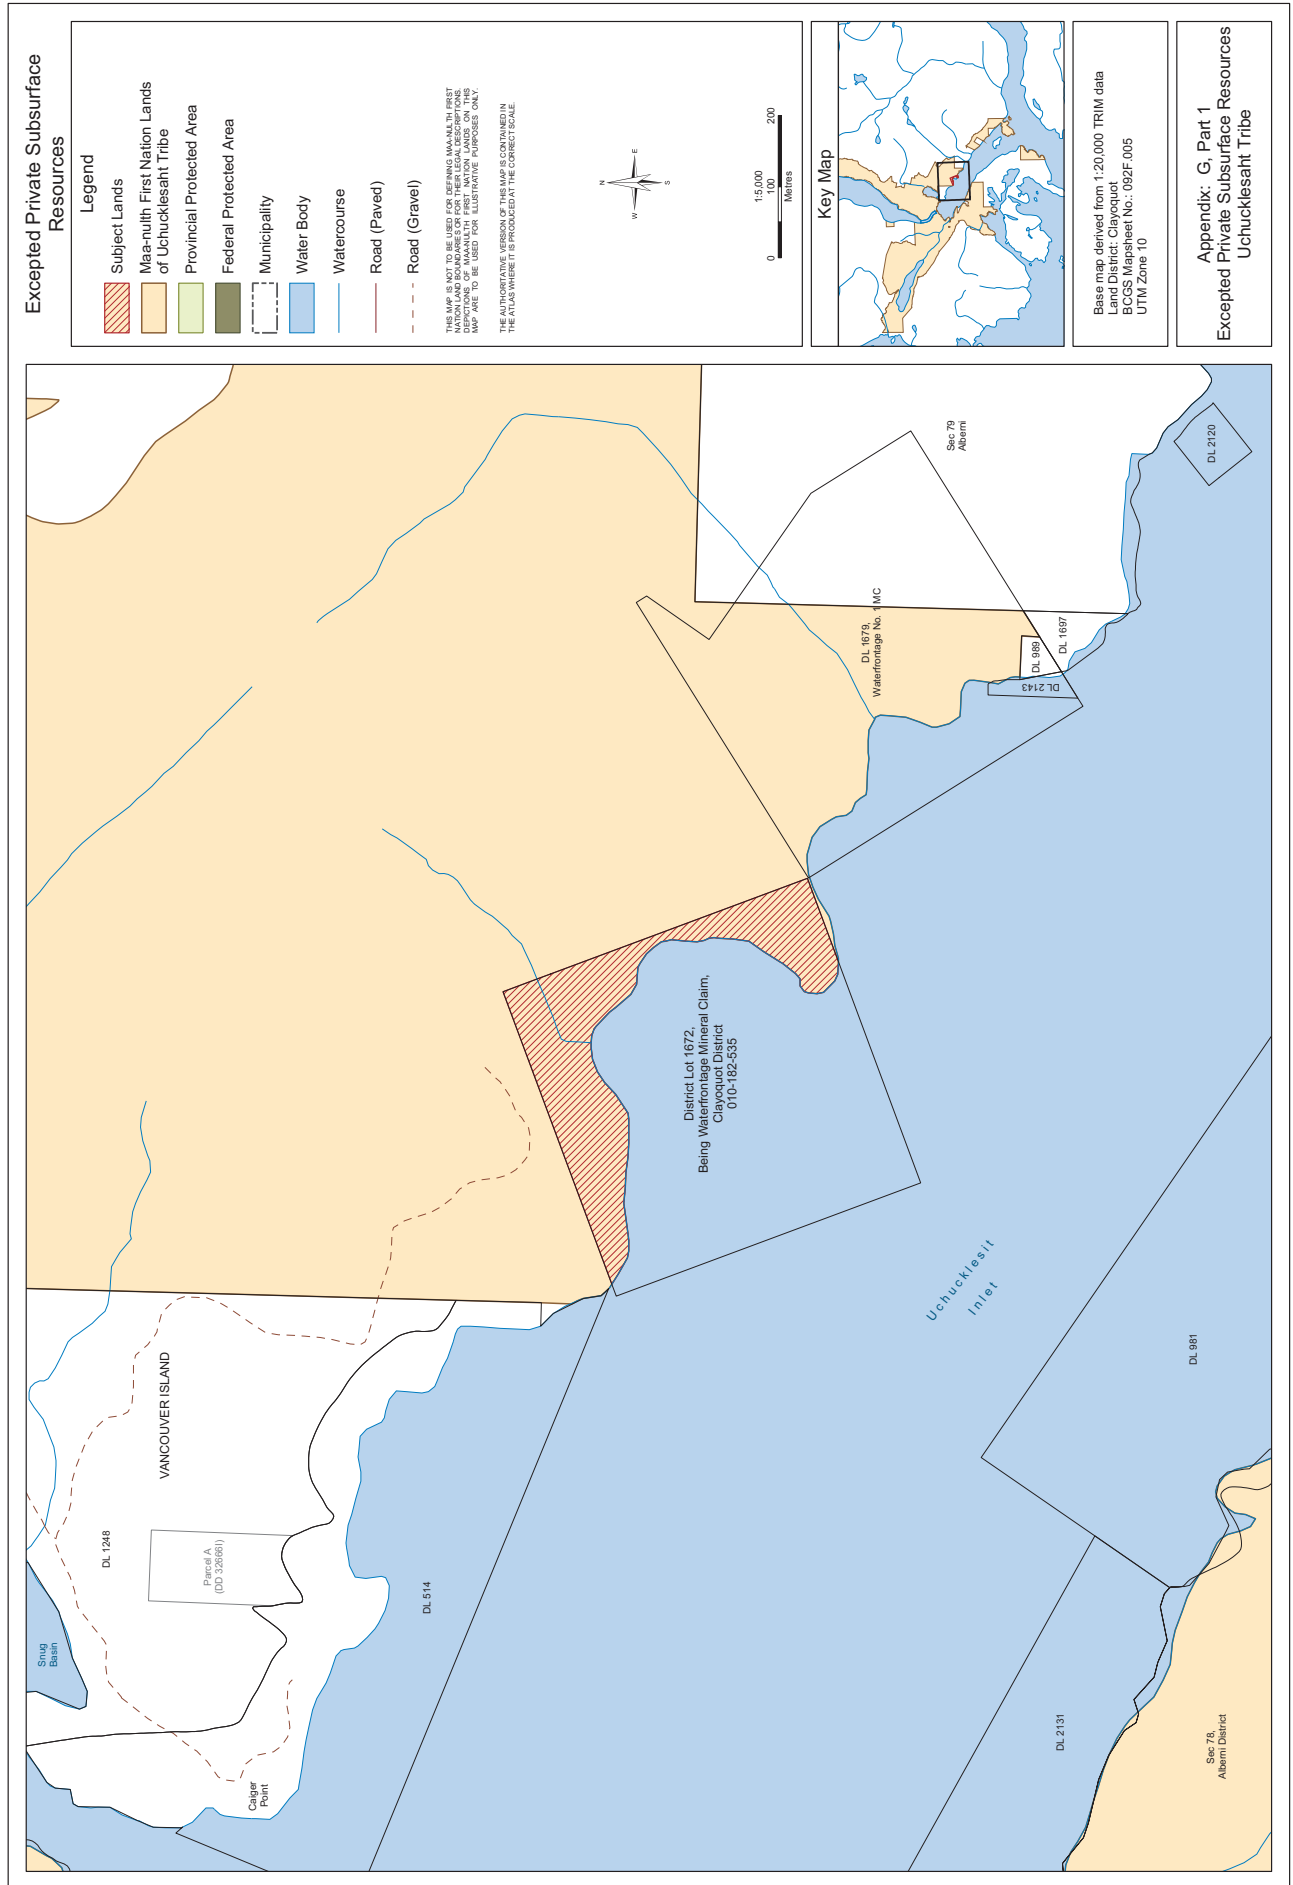 Excepted Private Subsurface
Resources
Legend
Subject Lands
Maa-nulth First Nation Lands
of Uchucklesaht Tribe
Provincial Protected Area
Federal Protected Area
Municipality
Water Body
Watercourse
Road (Paved)
Road (Gravel)
THIS MAP IS NOT TO BE USED FOR DEFINING MAA-NULTH FIRST
NATION LAND BOUNDARIES OR FOR THEIR LEGAL DESCRIPTIONS.
DEPICTIONS OF MAA-NULTH FIRST NATION LANDS ON THIS
MAP ARE TO BE USED FOR ILLUSTRATIVE PURPOSES ONLY.
THE AUTHORITATIVE VERSION OF THIS MAP IS CONTAINED IN
THE ATLAS WHERE IT IS PRODUCED AT THE CORRECT SCALE.
N
W
E
S
1:5,000
0
100
200
Metres
Key Map
Base map derived from 1:20,000 TRIM data
Land District: Clayoquot
BCGS Mapsheet No.: 092F.005
UTM Zone 10
Appendix: G, Part 1
Excepted Private Subsurface Resources
Uchucklesaht Tribe
Snug
Basin
DL 1248
VANCOUVER ISLAND
Parcel A
(DD 32666I)
Caiger
Point
DL 514
District Lot 1672,
Being Waterfrontage Mineral Claim,
Clayoquot District
010-182-535
DL 1679,
Waterfrontage No. 1 MC
Sec 79
Alberni
DL 989
DL 1697
DL 2143
DL 2120
Uchucklesit
Inlet
DL 981
DL 2131
Sec 78,
Alberni District